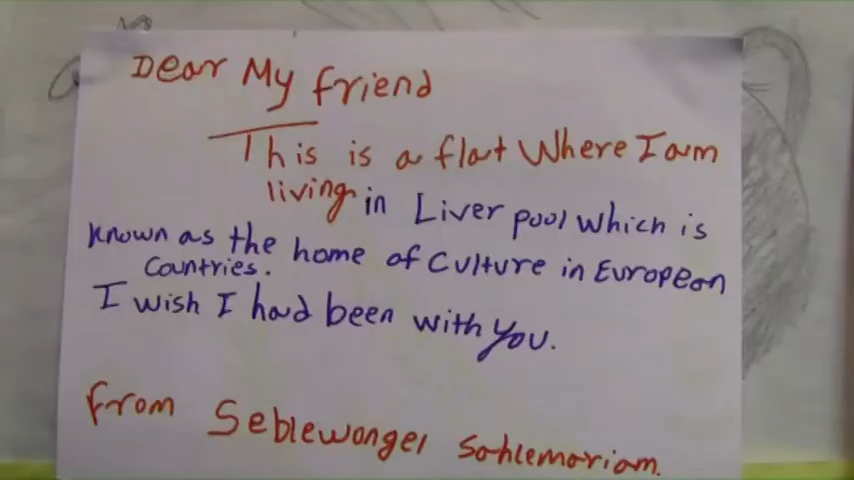 Dear My friend
This is a flat Where I am
living in Liver pool which is
known as the home of culture in European
countries.
I wish I had been with you.
From Seblewongel Sahlemariam.